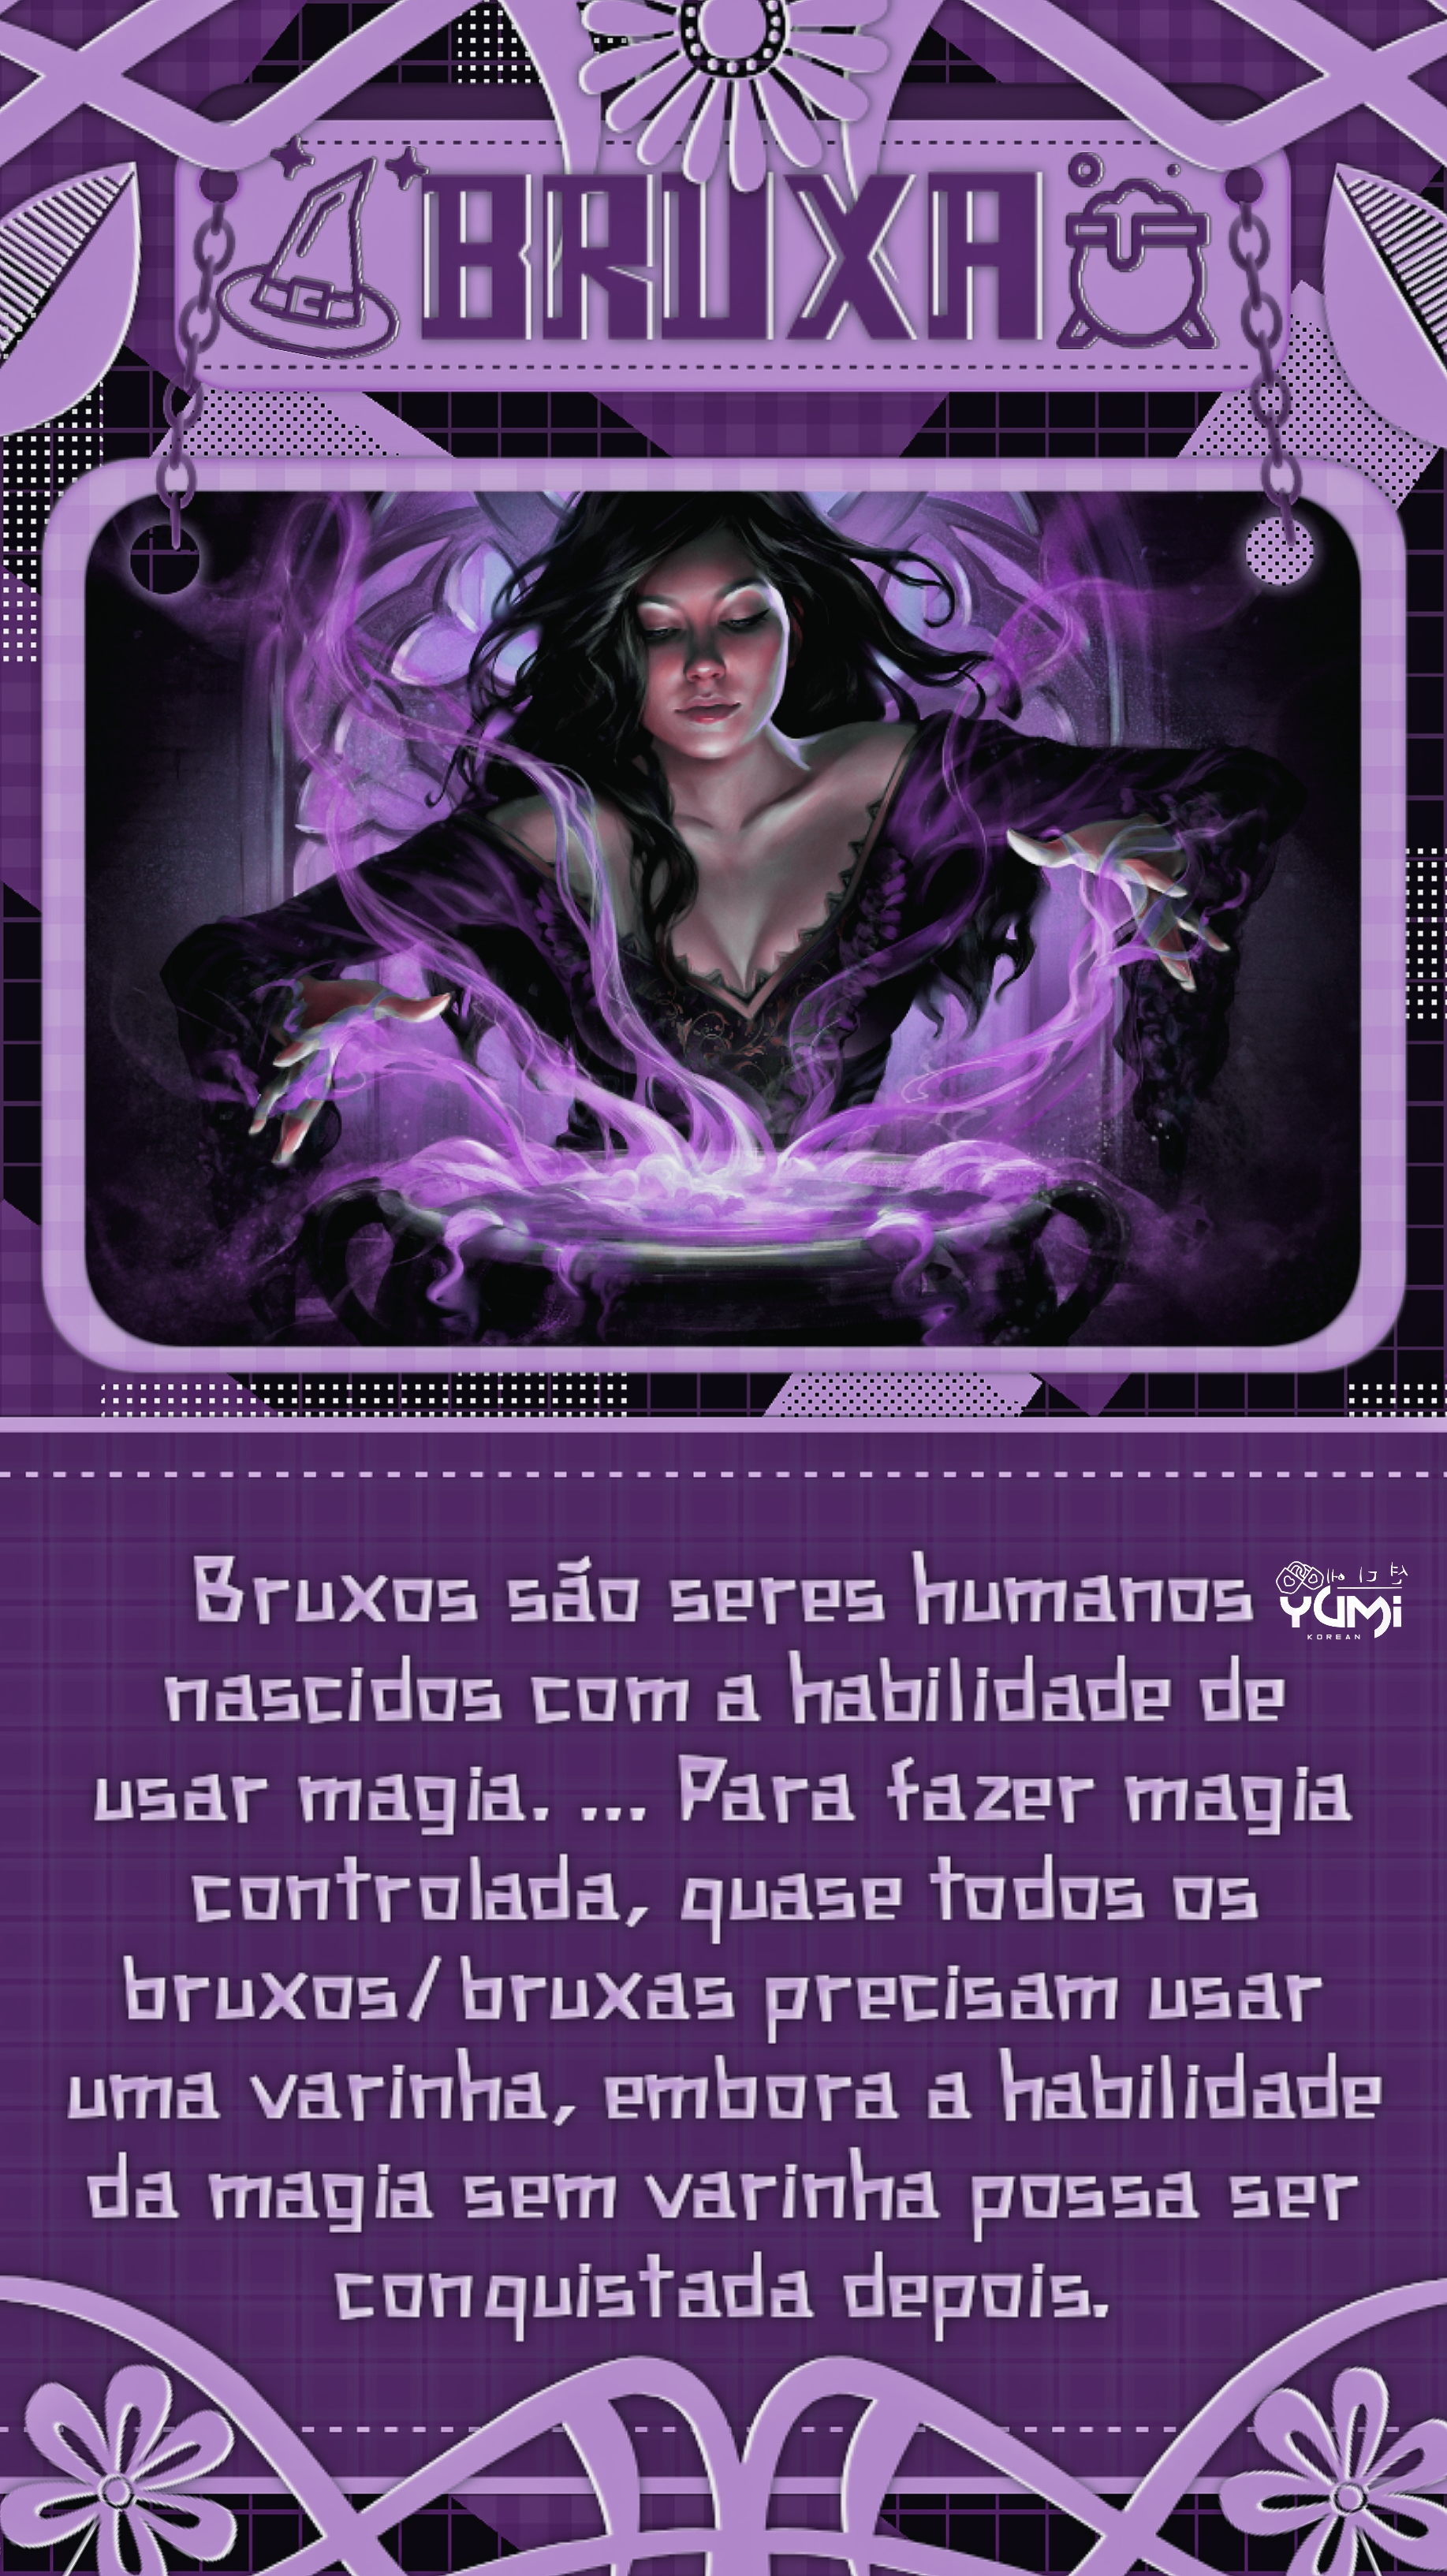 BRUXA
Bruxos são seres humanos
YUMI
KOREAN
nascidos com a habilidade de
usar magia. ... Para fazer magia
controlada, quase todos os
bruxos/bruxas precisam usar
uma varinha, embora a habilidade
da magia sem varinha possa ser
conquistada depois.